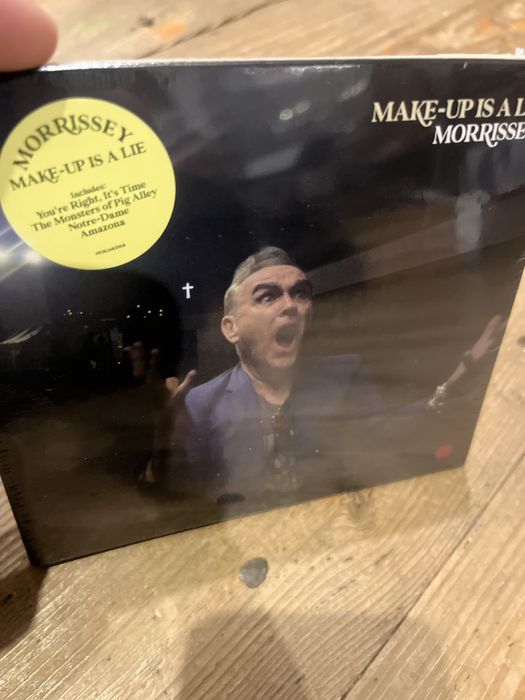 MORRISSEY
MAKE-UP IS A LIE
Includes:
You're Right, It's Time
The Monsters of Pig Alley
Notre-Dame
Amazona
MAKE-UP IS A L
MORRISSE